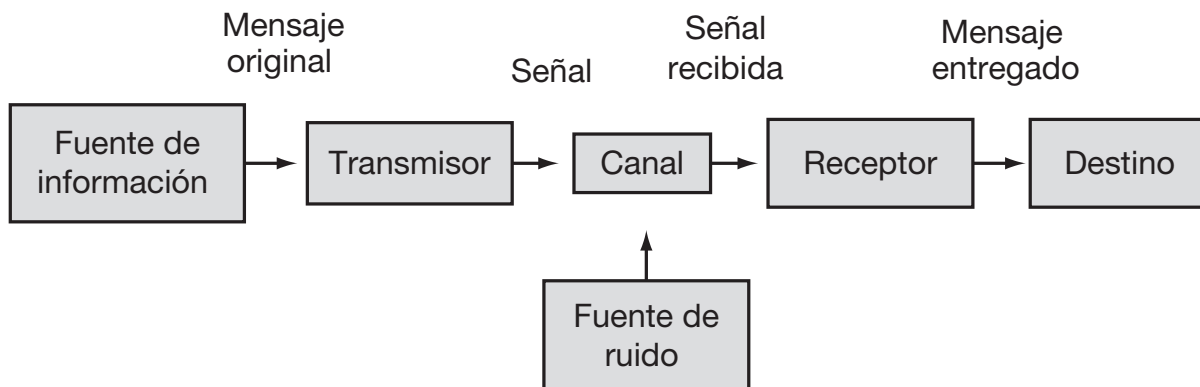 Mensaje
original
Señal
Señal
recibida
Mensaje
entregado
Fuente de
información
Transmisor
Canal
Receptor
Destino
Fuente de
ruido